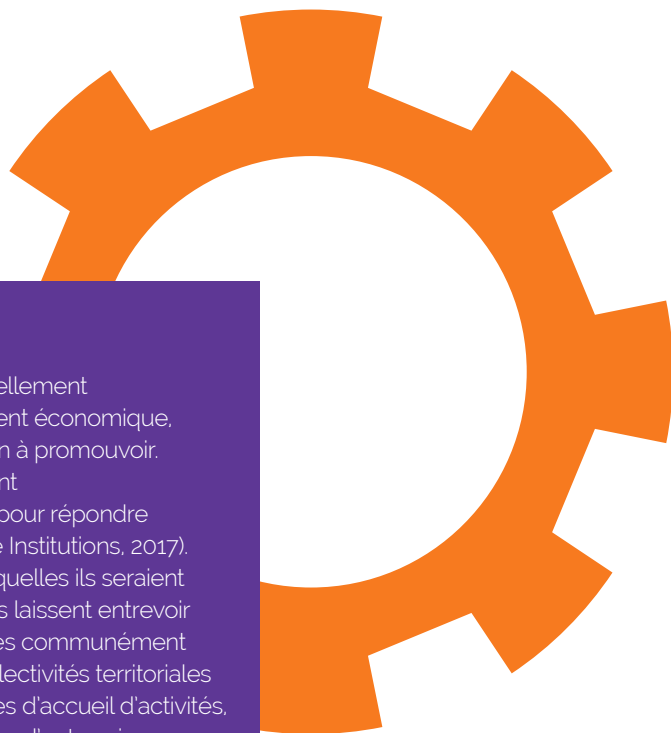 ellement
ent économique,
n à promouvoir.
nt
pour répondre
e Institutions, 2017).
quelles ils seraient
s laissent entrevoir
es communément
llectivités territoriales
es d'accueil d'activités,